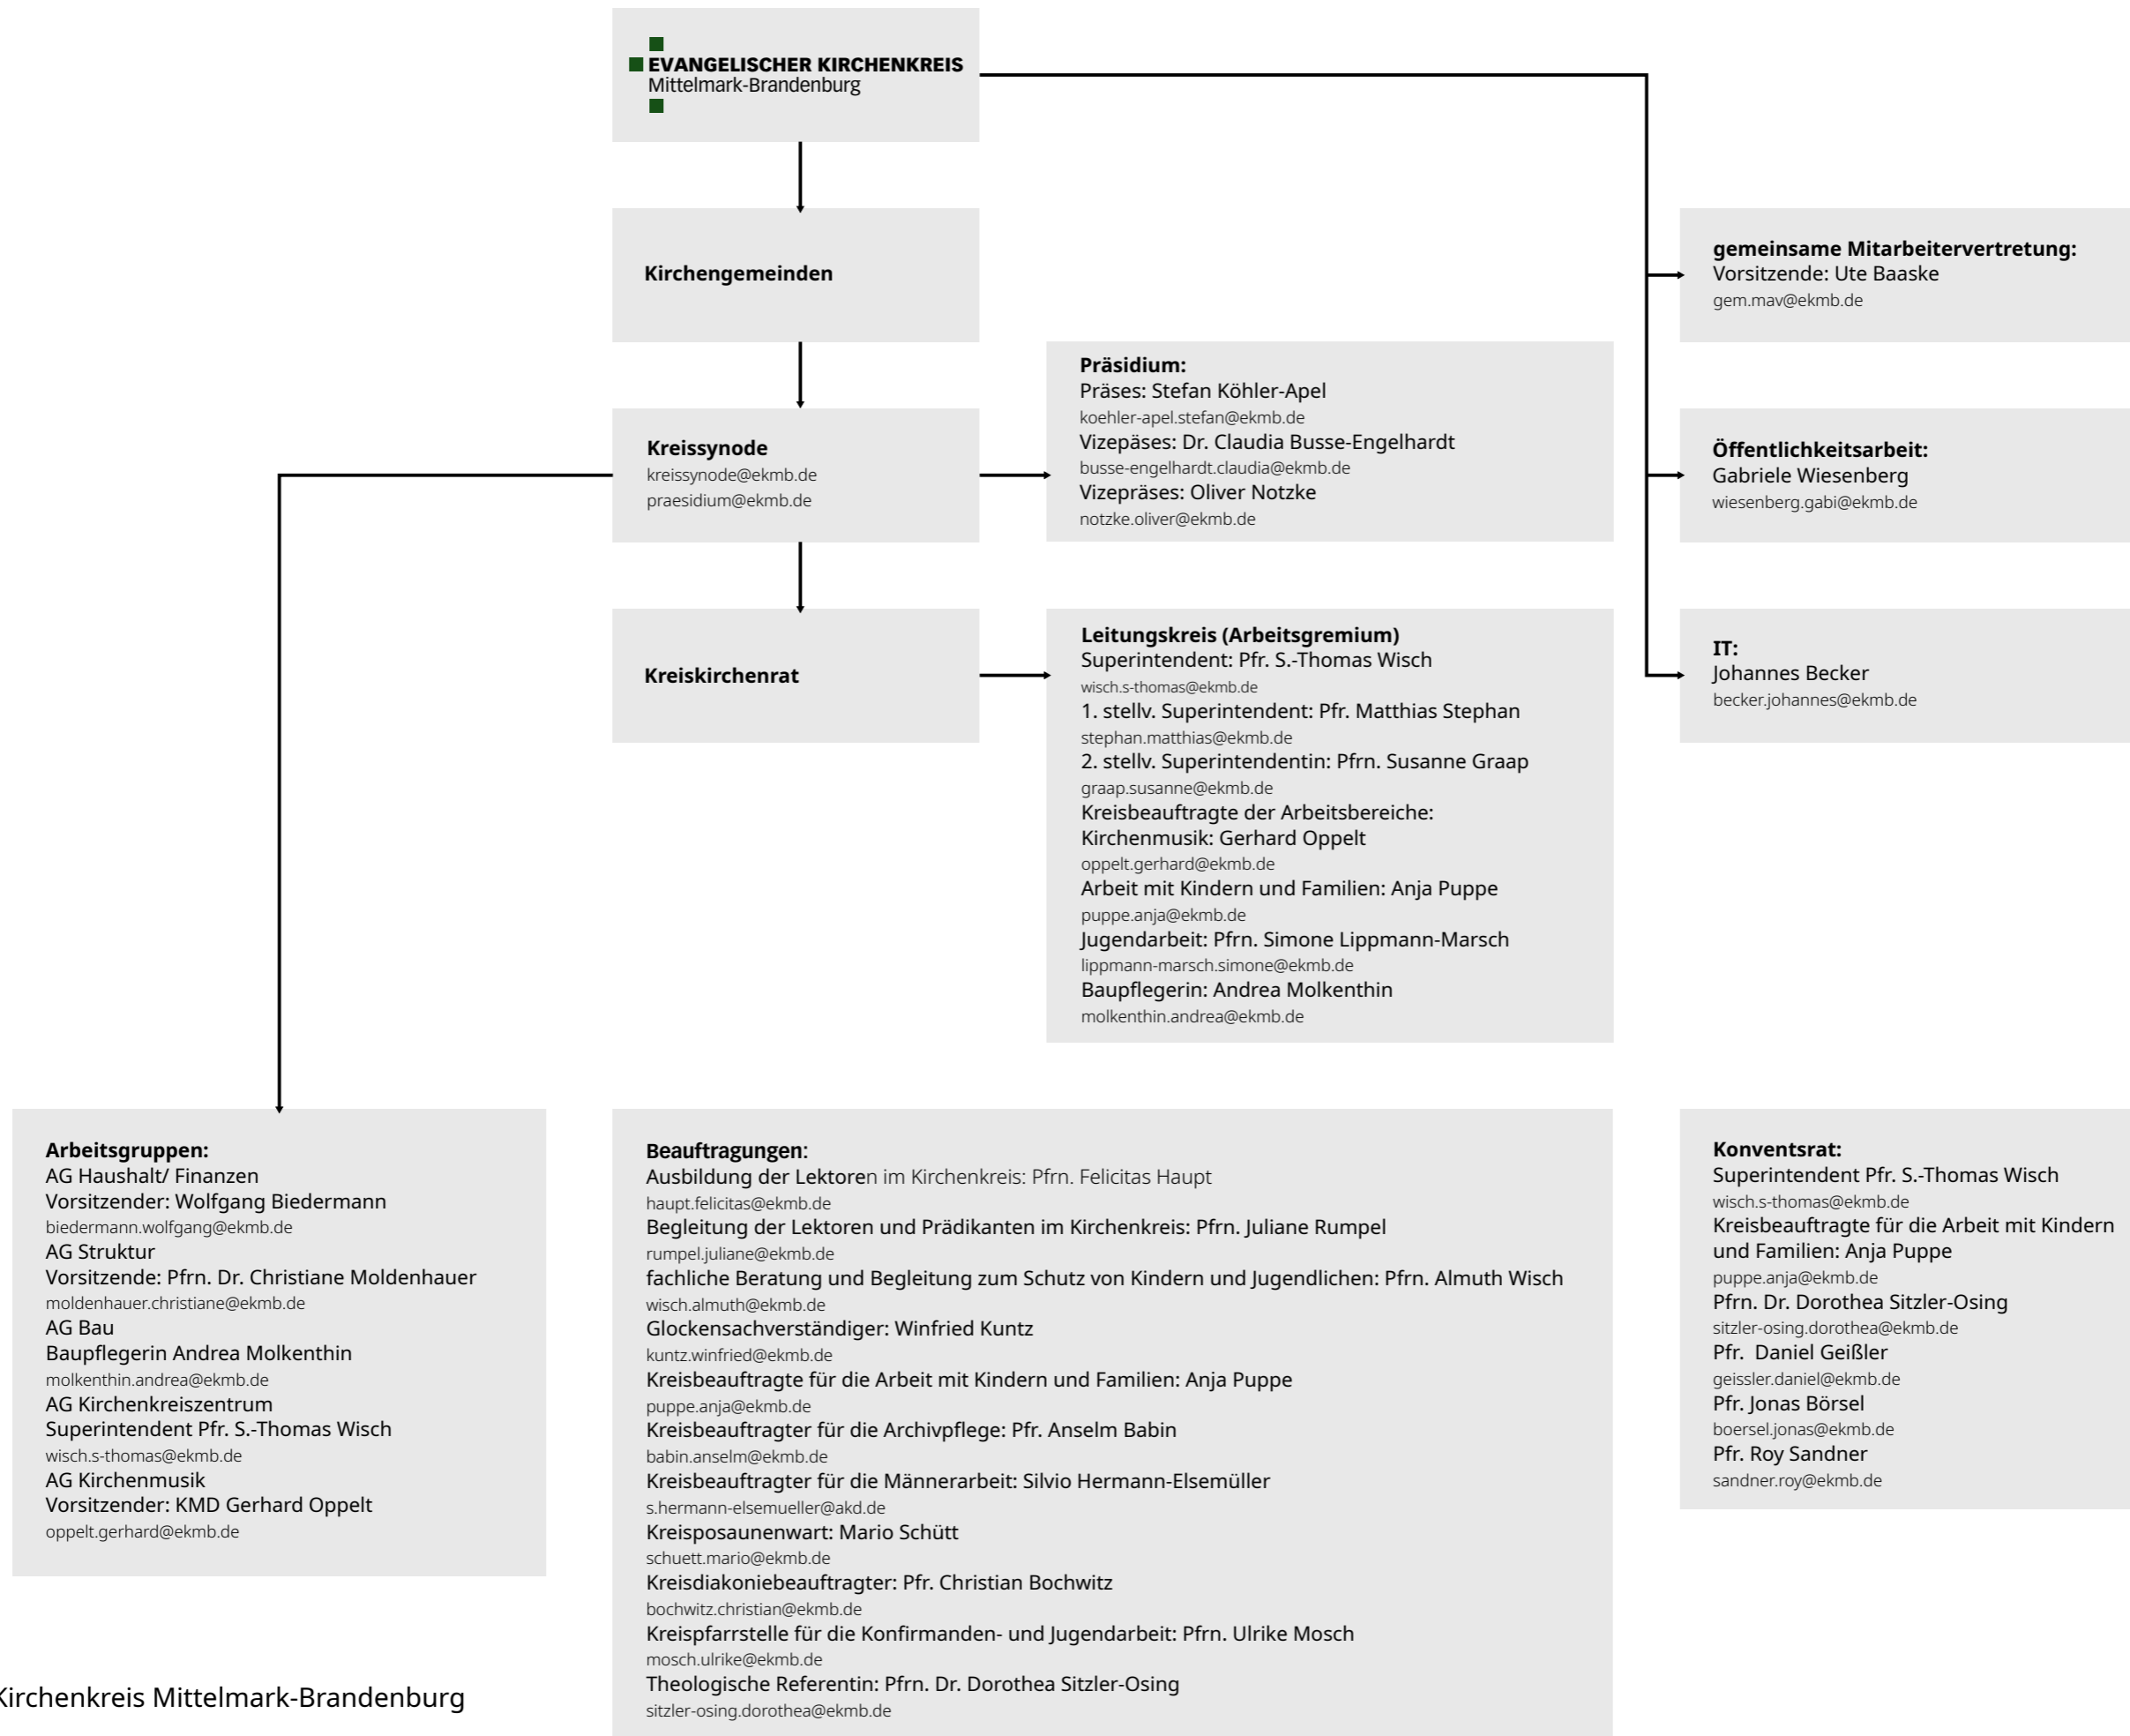 EVANGELISCHER KIRCHENKREIS
Mittelmark-Brandenburg
Kirchengemeinden
gemeinsame Mitarbeitervertretung:
Vorsitzende: Ute Baaske
gem.mav@ekmb.de
Kreissynode
kreissynode@ekmb.de
praesidium@ekmb.de
Präsidium:
Präses: Stefan Köhler-Apel
koehler-apel.stefan@ekmb.de
Vizepäses: Dr. Claudia Busse-Engelhardt
busse-engelhardt.claudia@ekmb.de
Vizepräses: Oliver Notzke
notzke.oliver@ekmb.de
Öffentlichkeitsarbeit:
Gabriele Wiesenberg
wiesenberg.gabi@ekmb.de
Kreiskirchenrat
Leitungskreis (Arbeitsgremium)
Superintendent: Pfr. S.-Thomas Wisch
wisch.s-thomas@ekmb.de
1. stellv. Superintendent: Pfr. Matthias Stephan
stephan.matthias@ekmb.de
2. stellv. Superintendentin: Pfrn. Susanne Graap
graap.susanne@ekmb.de
Kreisbeauftragte der Arbeitsbereiche:
Kirchenmusik: Gerhard Oppelt
oppelt.gerhard@ekmb.de
Arbeit mit Kindern und Familien: Anja Puppe
puppe.anja@ekmb.de
Jugendarbeit: Pfrn. Simone Lippmann-Marsch
lippmann-marsch.simone@ekmb.de
Baupflegerin: Andrea Molkenthin
molkenthin.andrea@ekmb.de
IT:
Johannes Becker
becker.johannes@ekmb.de
Arbeitsgruppen:
AG Haushalt/ Finanzen
Vorsitzender: Wolfgang Biedermann
biedermann.wolfgang@ekmb.de
AG Struktur
Vorsitzende: Pfrn. Dr. Christiane Moldenhauer
moldenhauer.christiane@ekmb.de
AG Bau
Baupflegerin Andrea Molkenthin
molkenthin.andrea@ekmb.de
AG Kirchenkreiszentrum
Superintendent Pfr. S.-Thomas Wisch
wisch.s-thomas@ekmb.de
AG Kirchenmusik
Vorsitzender: KMD Gerhard Oppelt
oppelt.gerhard@ekmb.de
Beauftragungen:
Ausbildung der Lektoren im Kirchenkreis: Pfrn. Felicitas Haupt
haupt.felicitas@ekmb.de
Begleitung der Lektoren und Prädikanten im Kirchenkreis: Pfrn. Juliane Rumpel
rumpel.juliane@ekmb.de
fachliche Beratung und Begleitung zum Schutz von Kindern und Jugendlichen: Pfrn. Almuth Wisch
wisch.almuth@ekmb.de
Glockensachverständiger: Winfried Kuntz
kuntz.winfried@ekmb.de
Kreisbeauftragte für die Arbeit mit Kindern und Familien: Anja Puppe
puppe.anja@ekmb.de
Kreisbeauftragter für die Archivpflege: Pfr. Anselm Babin
babin.anselm@ekmb.de
Kreisbeauftragter für die Männerarbeit: Silvio Hermann-Elsemüller
s.hermann-elsemueller@akd.de
Kreisposaunenwart: Mario Schütt
schuett.mario@ekmb.de
Kreisdiakoniebeauftragter: Pfr. Christian Bochwitz
bochwitz.christian@ekmb.de
Kreispfarrstelle für die Konfirmanden- und Jugendarbeit: Pfrn. Ulrike Mosch
mosch.ulrike@ekmb.de
Theologische Referentin: Pfrn. Dr. Dorothea Sitzler-Osing
sitzler-osing.dorothea@ekmb.de
Konventsrat:
Superintendent Pfr. S.-Thomas Wisch
wisch.s-thomas@ekmb.de
Kreisbeauftragte für die Arbeit mit Kindern
und Familien: Anja Puppe
puppe.anja@ekmb.de
Pfrn. Dr. Dorothea Sitzler-Osing
sitzler-osing.dorothea@ekmb.de
Pfr. Daniel Geißler
geissler.daniel@ekmb.de
Pfr. Jonas Börsel
boersel.jonas@ekmb.de
Pfr. Roy Sandner
sandner.roy@ekmb.de
Kirchenkreis Mittelmark-Brandenburg